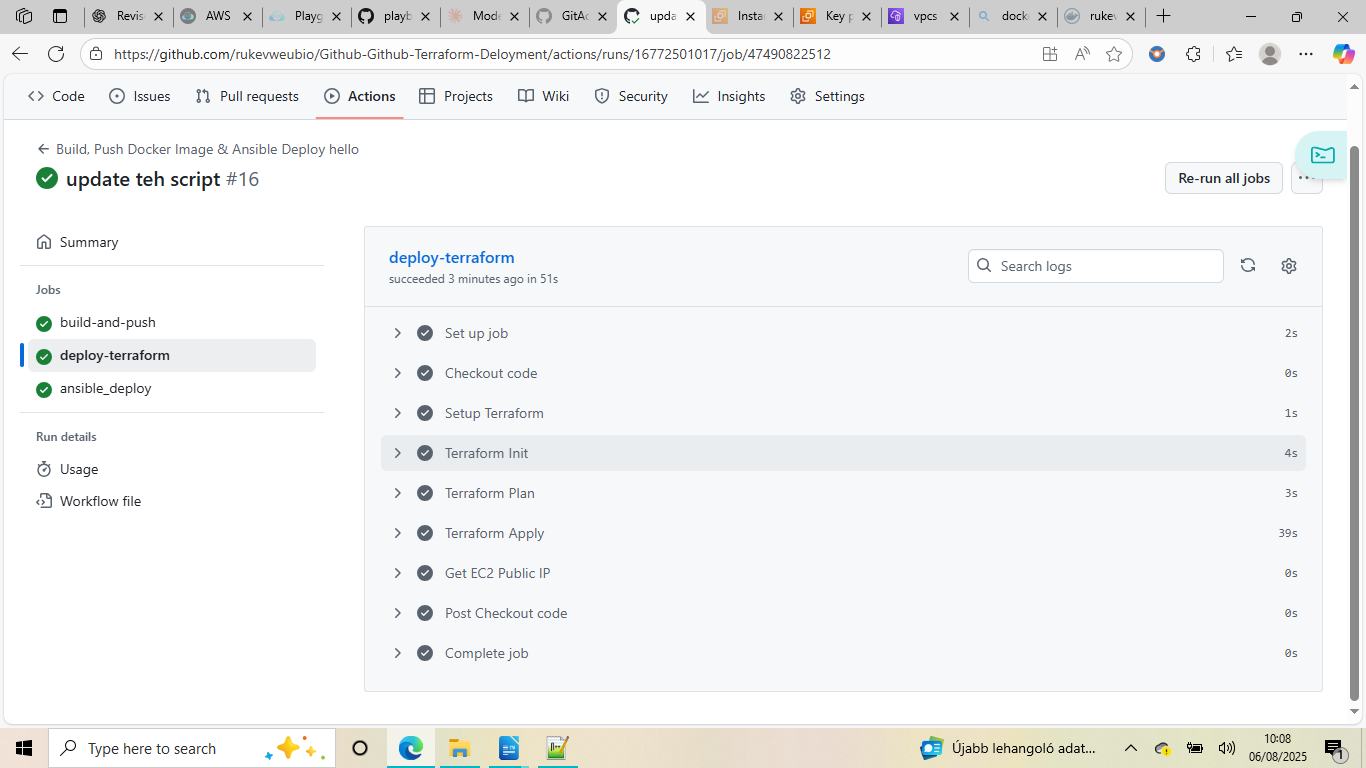 Revise
AWS
Playg
playb
Mode
GitAc
upda
Instan
Key p
vpcs
docke
rukev
https://github.com/rukevweubio/Github-Github-Terraform-Deloyment/actions/runs/16772501017/job/47490822512
Code Issues Pull requests Actions Projects Wiki Security Insights Settings
Build, Push Docker Image & Ansible Deploy hello
update teh script #16
Re-run all jobs
Summary
Jobs
build-and-push
deploy-terraform
ansible_deploy
Run details
Usage
Workflow file
deploy-terraform
succeeded 3 minutes ago in 51s
Search logs
Set up job 2s
Checkout code 0s
Setup Terraform 1s
Terraform Init 4s
Terraform Plan 3s
Terraform Apply 39s
Get EC2 Public IP 0s
Post Checkout code 0s
Complete job 0s
Type here to search
Újabb lehangoló adat...
10:08
06/08/2025
1